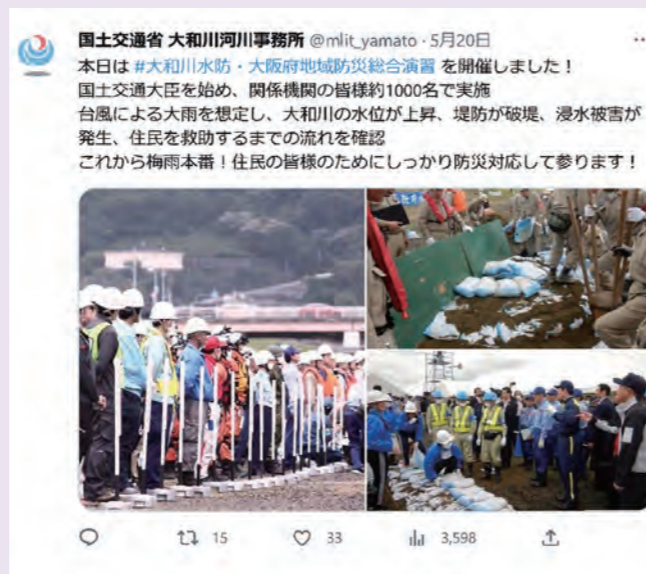 国土交通省 大和川河川事務所 @mlit_yamato · 5月20日
本日は #大和川水防・大阪府地域防災総合演習 を開催しました！
国土交通大臣を始め、関係機関の皆様約1000名で実施
台風による大雨を想定し、大和川の水位が上昇、堤防が破堤、浸水被害が
発生、住民を救助するまでの流れを確認
これから梅雨本番！住民の皆様のためにしっかり防災対応して参ります！
15 33 3,598